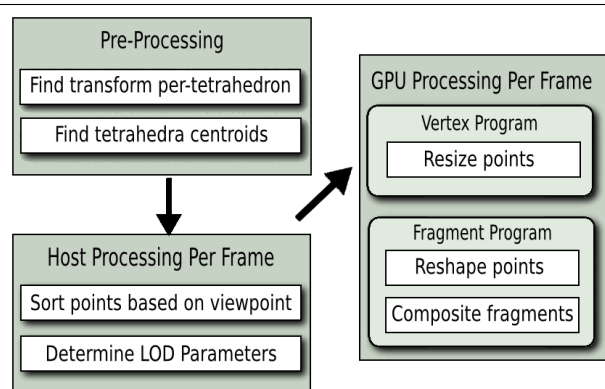 Pre-Processing
Find transform per-tetrahedron
Find tetrahedra centroids
Host Processing Per Frame
Sort points based on viewpoint
Determine LOD Parameters
GPU Processing Per Frame
Vertex Program
Resize points
Fragment Program
Reshape points
Composite fragments